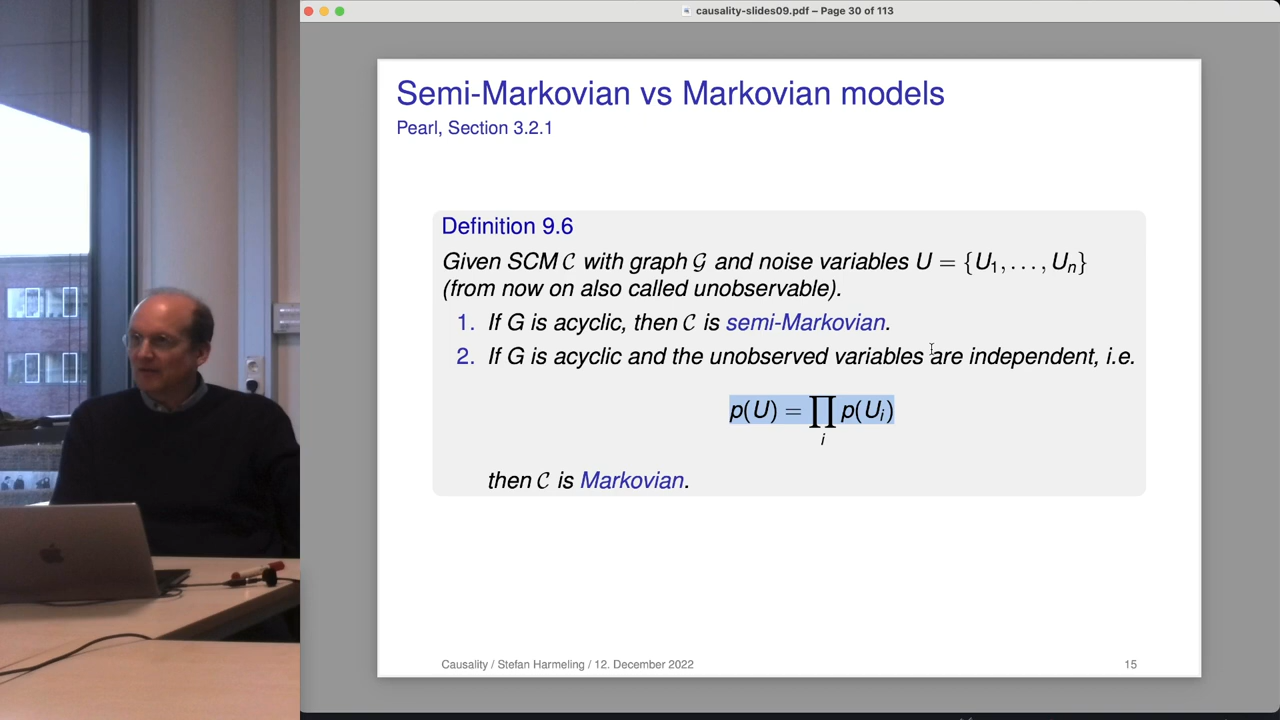 causality-slides09.pdf – Page 30 of 113
Semi-Markovian vs Markovian models
Pearl, Section 3.2.1
Definition 9.6
Given SCM 𝒞 with graph 𝒢 and noise variables U = {U₁, . . . , Uₙ}
(from now on also called unobservable).
1. If G is acyclic, then 𝒞 is semi-Markovian.
2. If G is acyclic and the unobserved variables are independent, i.e.
p(U) = ∏ p(Uᵢ)
i
then 𝒞 is Markovian.
Causality / Stefan Harmeling / 12. December 2022
15